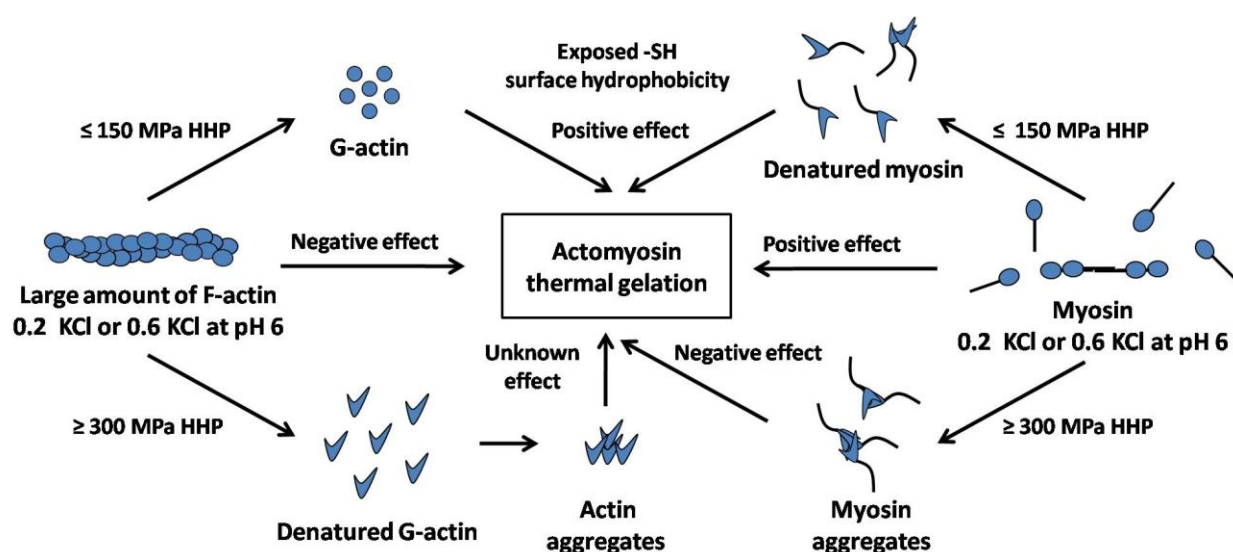 Exposed -SH
surface hydrophobicity
≤ 150 MPa HHP
G-actin
Positive effect
Denatured myosin
≤ 150 MPa HHP
Negative effect
Actomyosin
thermal gelation
Positive effect
Large amount of F-actin
0.2 KCl or 0.6 KCl at pH 6
Myosin
0.2 KCl or 0.6 KCl at pH 6
Unknown
effect
Negative effect
≥ 300 MPa HHP
≥ 300 MPa HHP
Denatured G-actin
Actin
aggregates
Myosin
aggregates